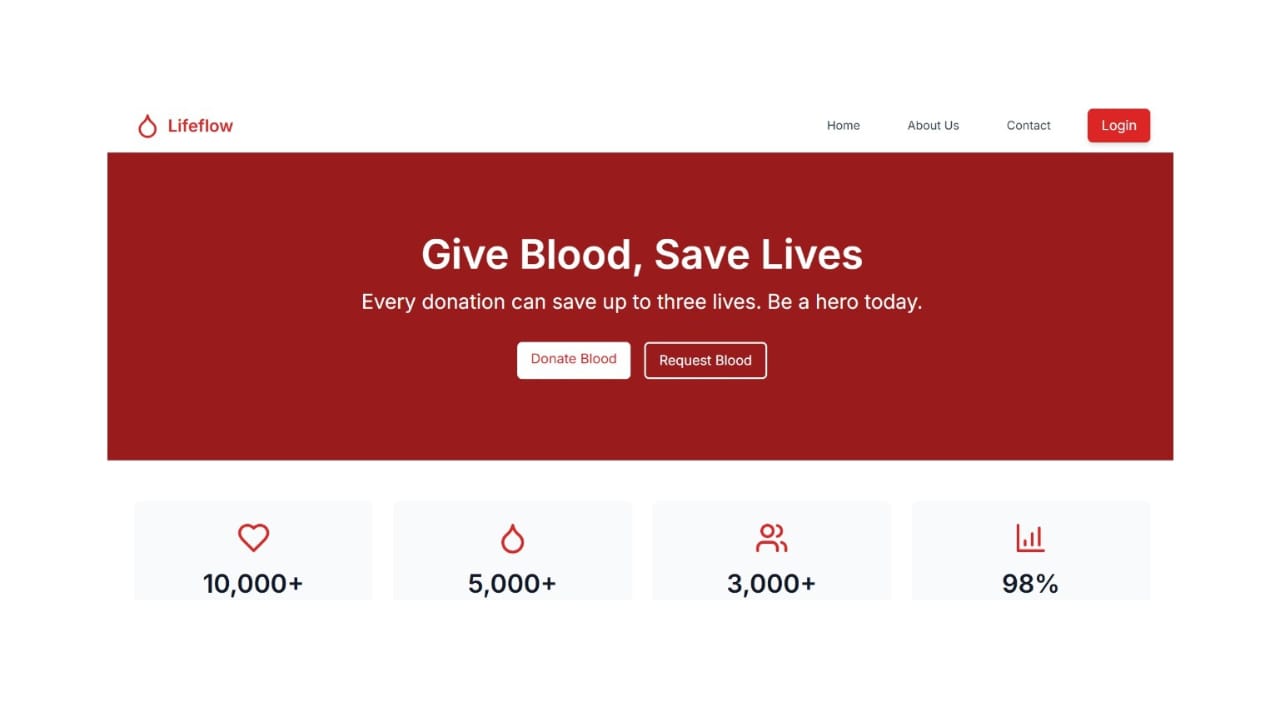 Lifeflow
Home About Us Contact Login
Give Blood, Save Lives
Every donation can save up to three lives. Be a hero today.
Donate Blood Request Blood
10,000+ 5,000+ 3,000+ 98%